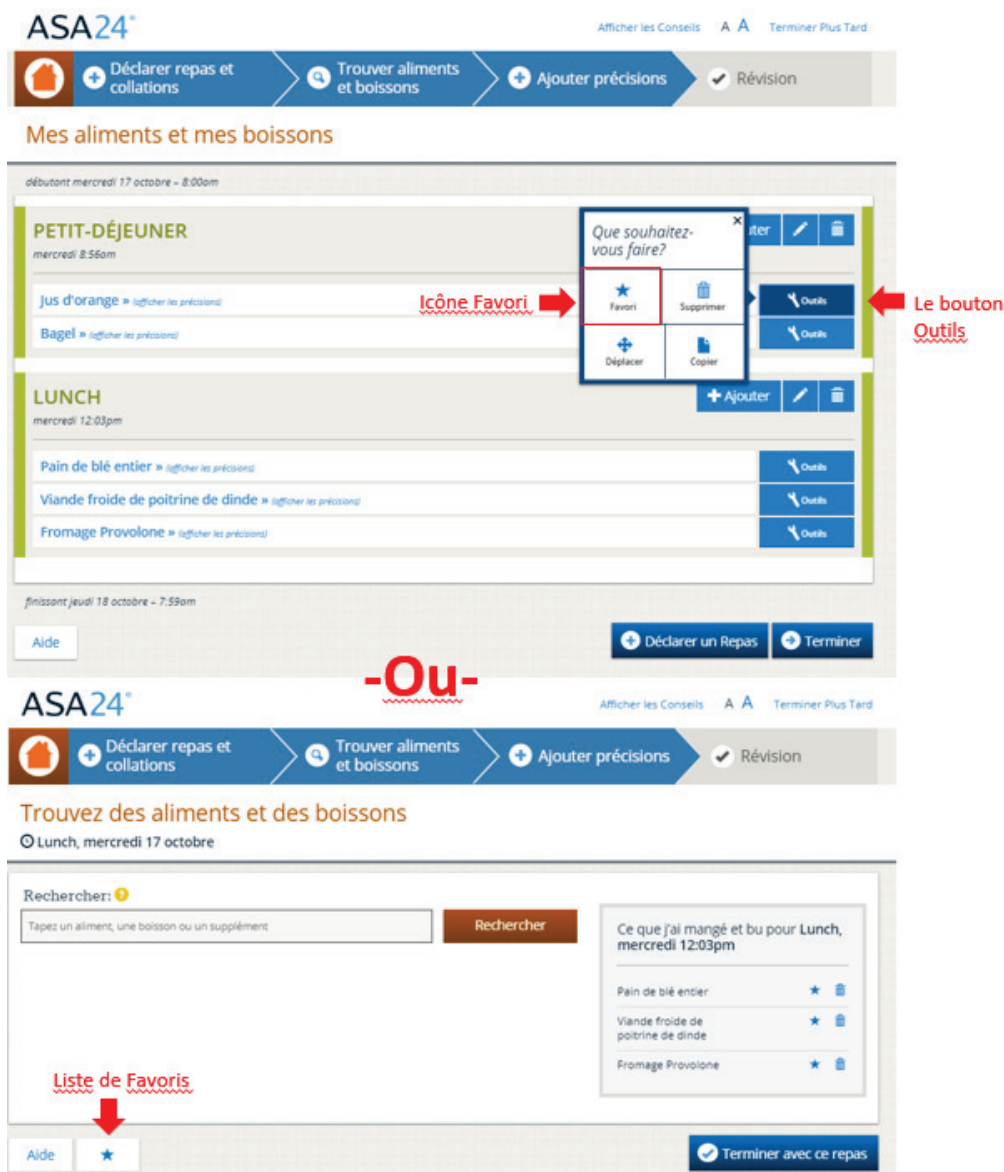 ASA24®
Afficher les Conseils A A Terminer Plus Tard
Déclarer repas et collations
Trouver aliments et boissons
Ajouter précisions
Révision
Mes aliments et mes boissons
débutant mercredi 17 octobre – 8:00am
PETIT-DÉJEUNER
mercredi 8:56am
Que souhaitez-
vous faire?
×
Favori
Supprimer
Déplacer
Copier
Icône Favori
Le bouton
Outils
Jus d'orange » (afficher les précisions)
Outils
Bagel » (afficher les précisions)
Outils
LUNCH
+ Ajouter
mercredi 12:03pm
Pain de blé entier » (afficher les précisions)
Outils
Viande froide de poitrine de dinde » (afficher les précisions)
Outils
Fromage Provolone » (afficher les précisions)
Outils
finissant jeudi 18 octobre – 7:59am
Aide
Déclarer un Repas
Terminer
-Ou-
ASA24®
Afficher les Conseils A A Terminer Plus Tard
Déclarer repas et collations
Trouver aliments et boissons
Ajouter précisions
Révision
Trouvez des aliments et des boissons
Lunch, mercredi 17 octobre
Rechercher: ?
Tapez un aliment, une boisson ou un supplément
Rechercher
Ce que j'ai mangé et bu pour Lunch,
mercredi 12:03pm
Pain de blé entier
Viande froide de
poitrine de dinde
Fromage Provolone
Liste de Favoris
Aide
Terminer avec ce repas